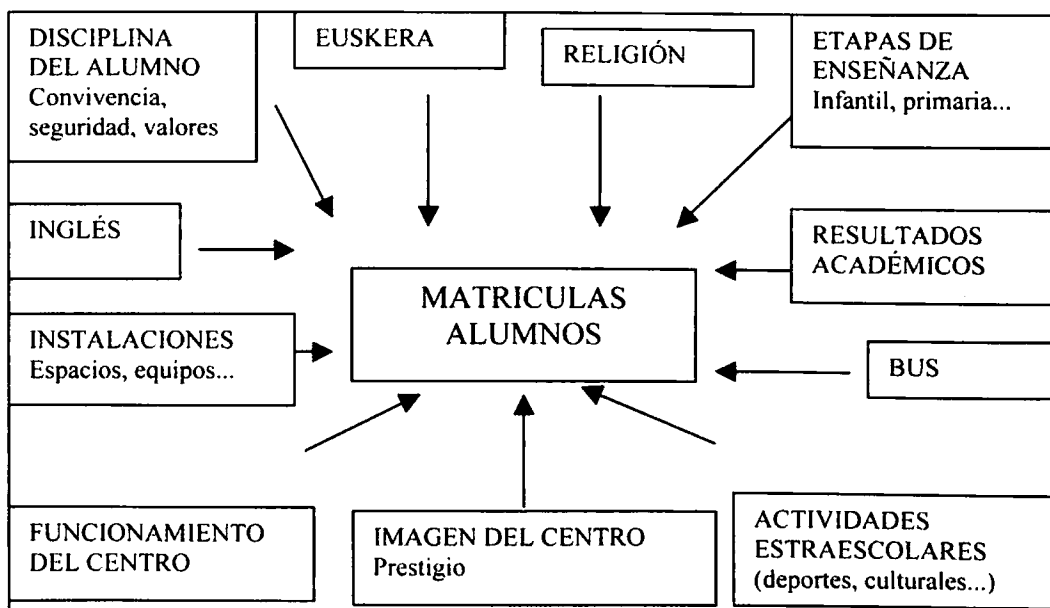 DISCIPLINA
DEL ALUMNO
Convivencia,
seguridad, valores
EUSKERA
RELIGIÓN
ETAPAS DE
ENSEÑANZA
Infantil, primaria...
INGLÉS
RESULTADOS
ACADÉMICOS
MATRICULAS
ALUMNOS
INSTALACIONES
Espacios, equipos...
BUS
FUNCIONAMIENTO
DEL CENTRO
IMAGEN DEL CENTRO
Prestigio
ACTIVIDADES
ESTRAESCOLARES
(deportes, culturales...)